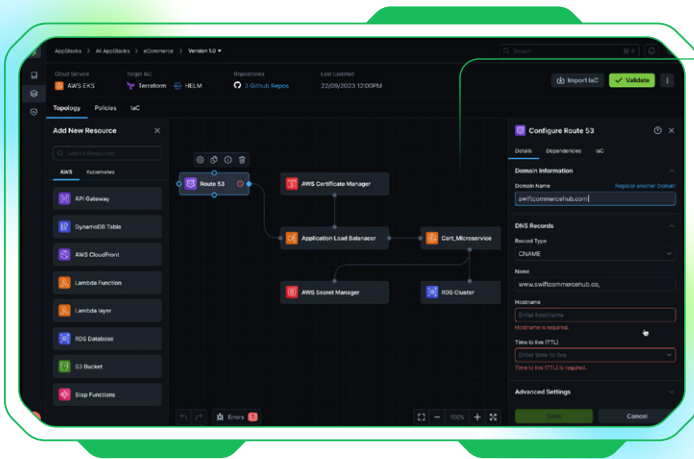 AppStacks > All AppStacks > eCommerce > Version 1.0
Search
Cloud Service
AWS EKS
Target IaC
Terraform
HELM
Repositories
3 Github Repos
Last Updated
22/09/2023 12:00PM
Import IaC
Validate
Topology
Policies
IaC
Add New Resource
Search Resources
AWS
Kubernetes
API Gateway
DynamoDB Table
AWS CloudFront
Lambda Function
Lambda layer
RDS Database
S3 Bucket
Step Functions
Route 53
AWS Certificate Manager
Application Load Balanacer
Cart_Microservice
AWS Secret Manager
RDS Cluster
Errors 1
100%
Configure Route 53
Details
Dependences
IaC
Domain Information
Domain Name
Register another Domain
swiftcommercehub.com
DNS Records
Record Type
CNAME
Name
www.swiftcommercehub.co,
Hostname
Enter hostname
Hostname is required.
Time to live (TTL)
Enter time to live
Time to live (TTL) is required.
Advanced Settings
Save
Cancel